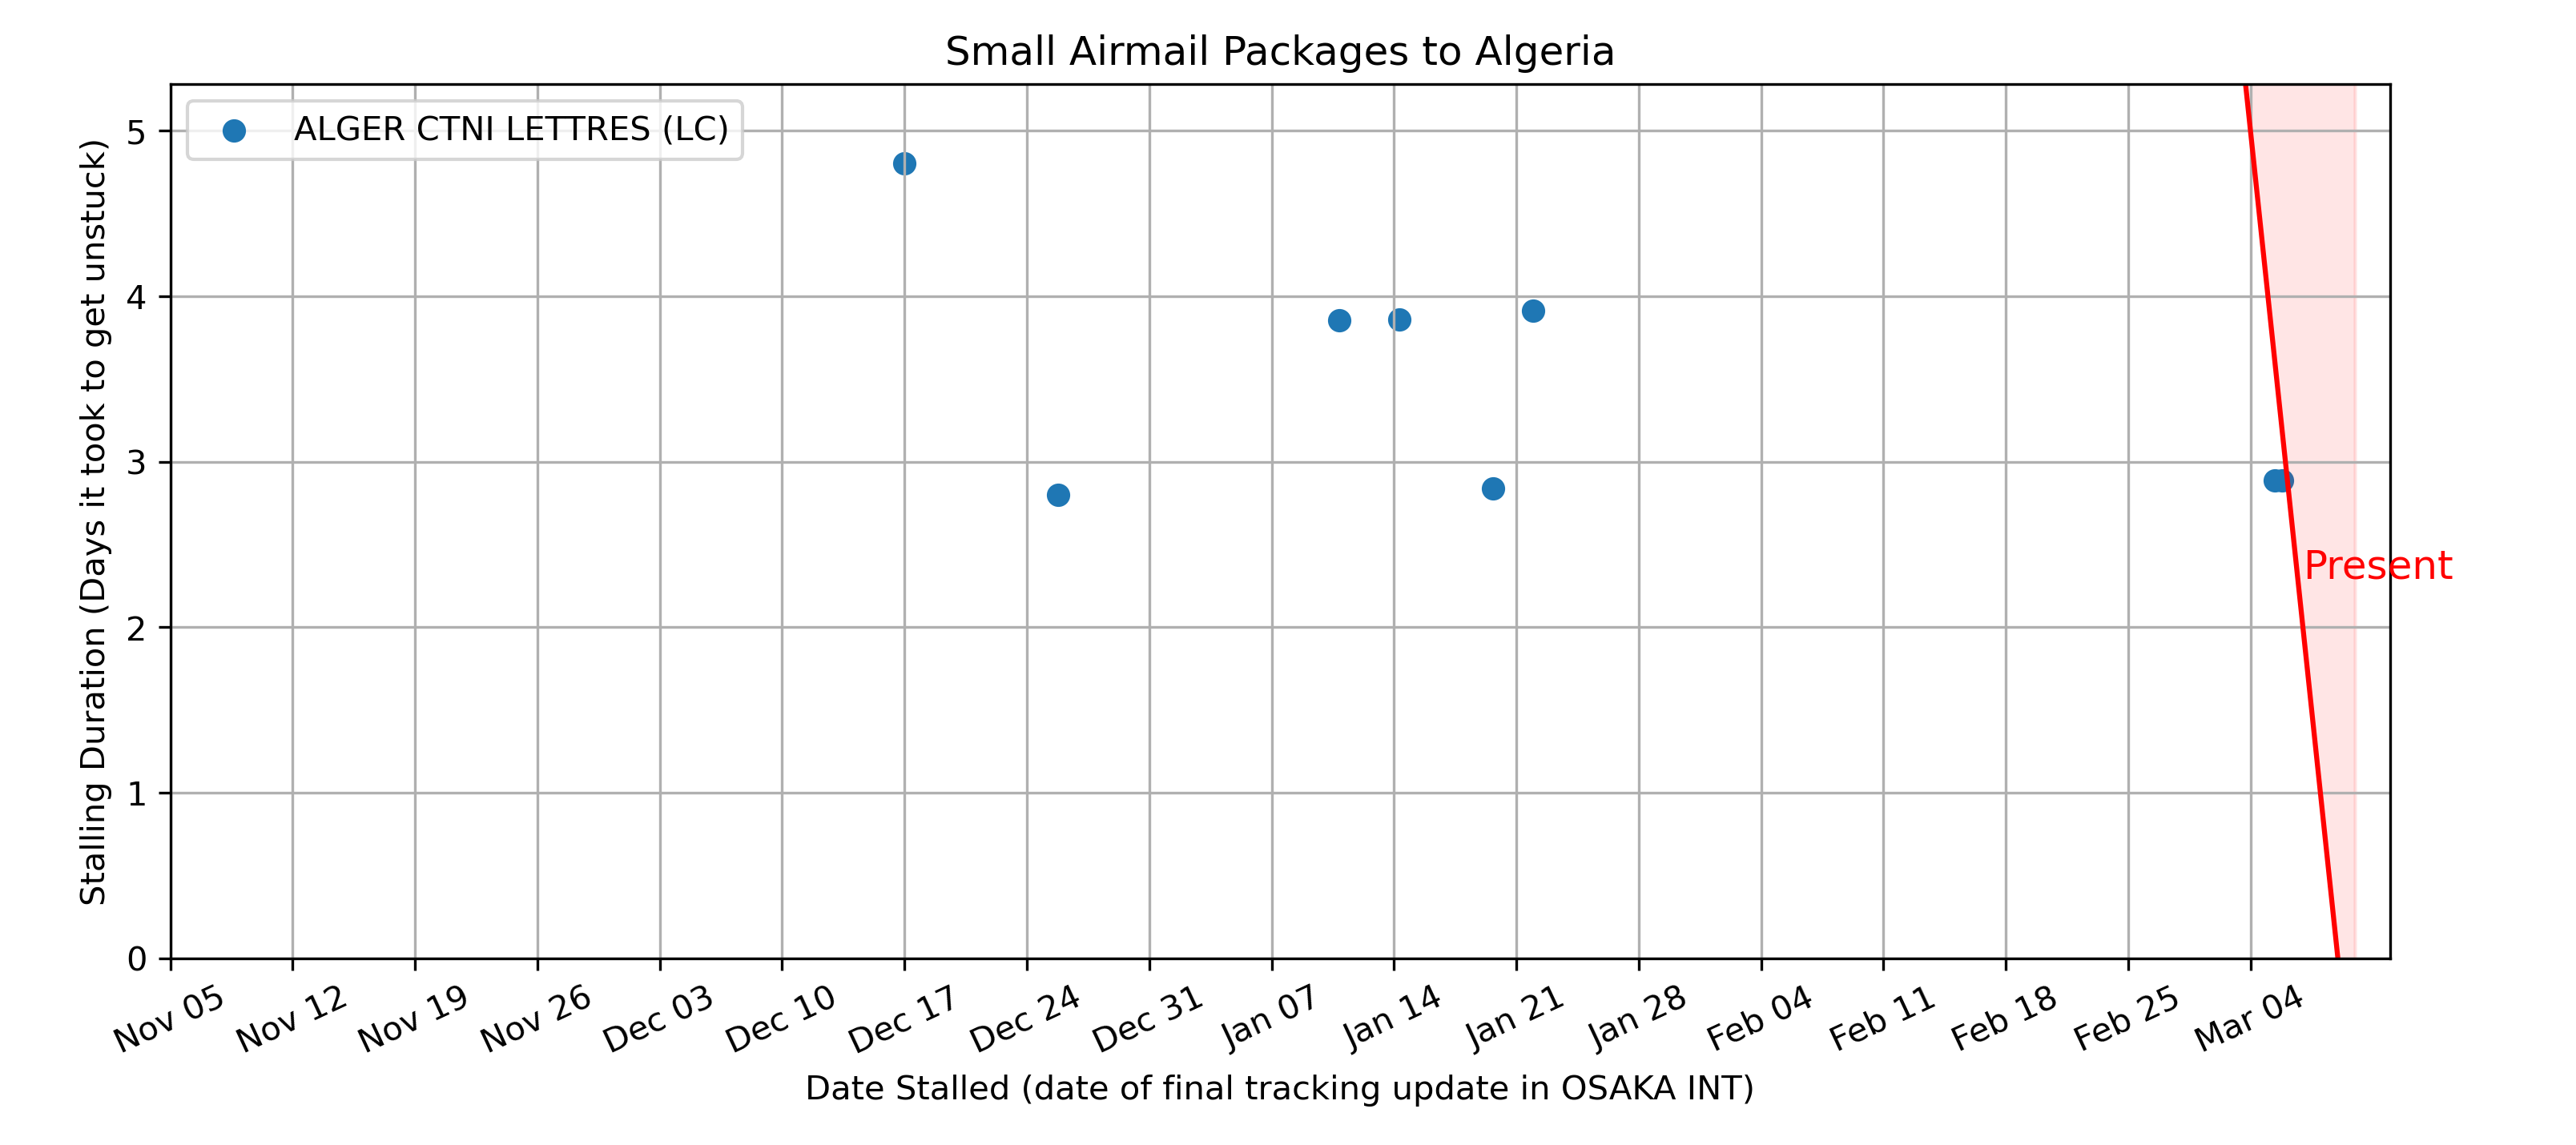 Small Airmail Packages to Algeria
ALGER CTNI LETTRES (LC)
Stalling Duration (Days it took to get unstuck)
5
4
3
2
1
0
Present
Nov 05
Nov 12
Nov 19
Nov 26
Dec 03
Dec 10
Dec 17
Dec 24
Dec 31
Jan 07
Jan 14
Jan 21
Jan 28
Feb 04
Feb 11
Feb 18
Feb 25
Mar 04
Date Stalled (date of final tracking update in OSAKA INT)